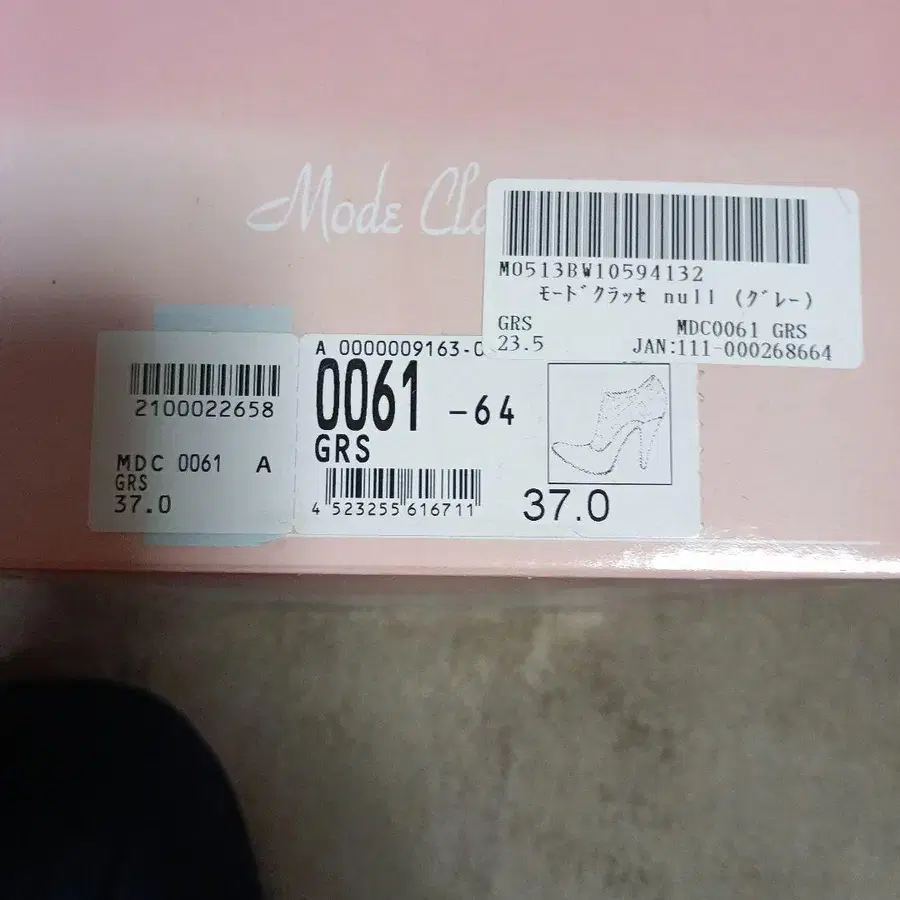 Mode Cla
M0513BW10594132
ﾓｰﾄﾞｸﾗｯｾ null (ｸﾞﾚｰ)
GRS MDC0061 GRS
23.5 JAN:111-000268664
2100022658
MDC 0061 A
GRS
37.0
A 0000009163-0
0061 -64
GRS
4 523255 616711
37.0